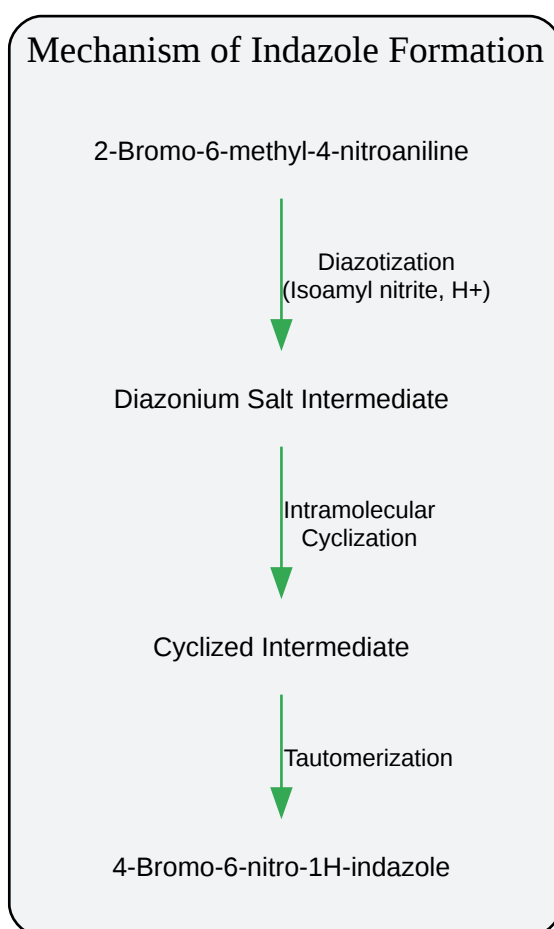 Mechanism of Indazole Formation
2-Bromo-6-methyl-4-nitroaniline
Diazotization
(Isoamyl nitrite, H+)
Diazonium Salt Intermediate
Intramolecular
Cyclization
Cyclized Intermediate
Tautomerization
4-Bromo-6-nitro-1H-indazole